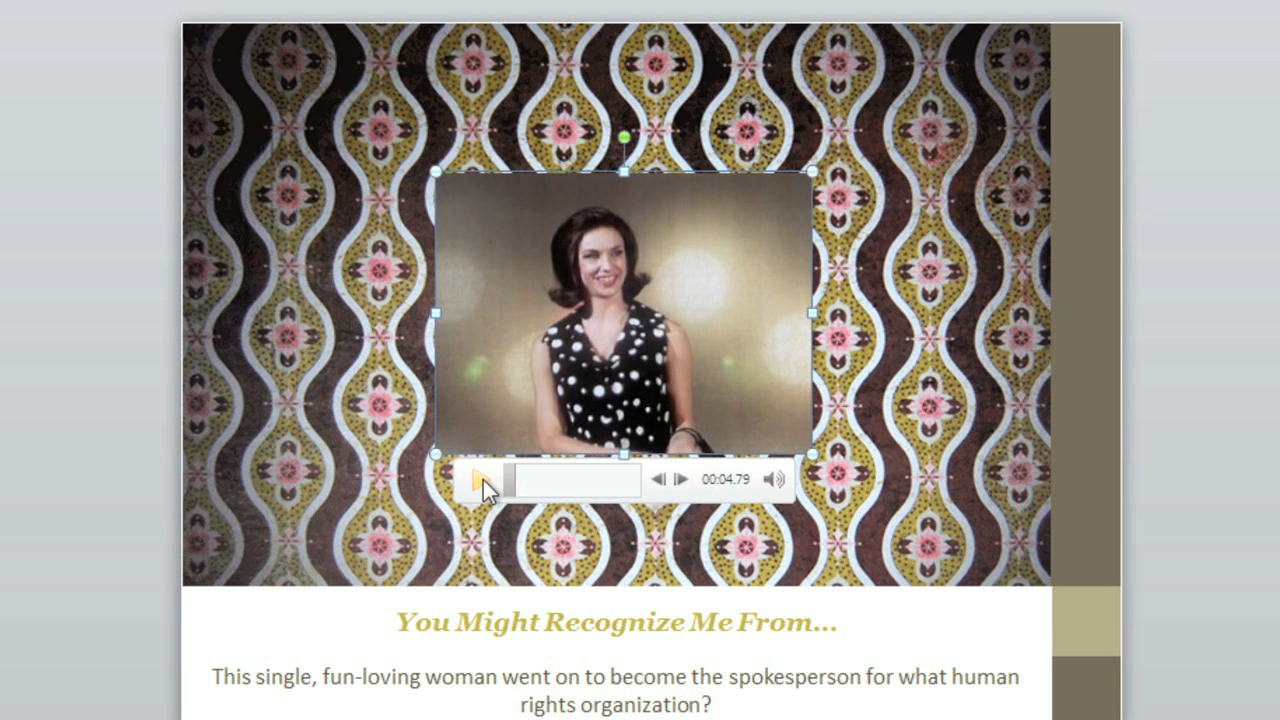 00:04.79
You Might Recognize Me From...
This single, fun-loving woman went on to become the spokesperson for what human
rights organization?